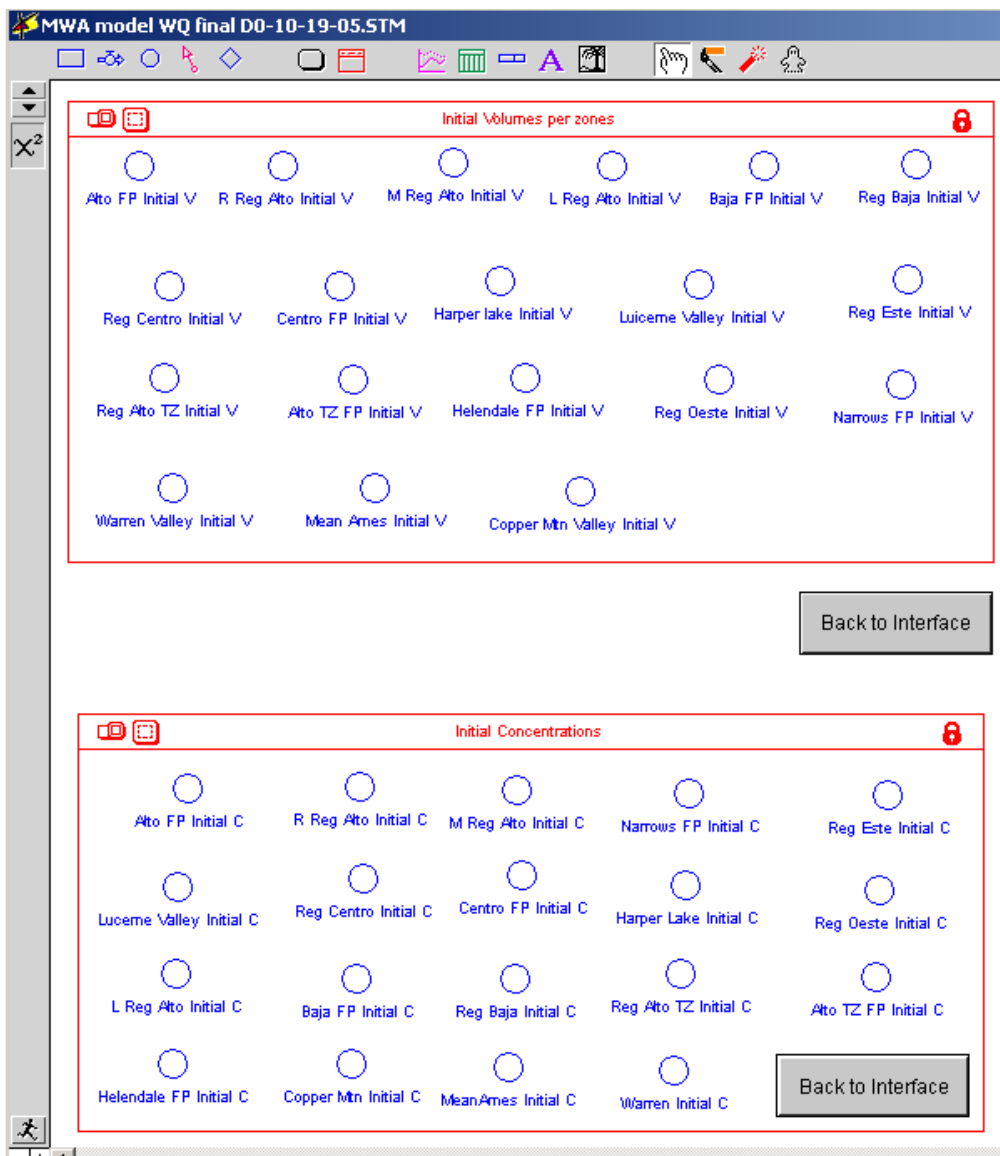 MWA model WQ final D0-10-19-05.STM
A
X²
Initial Volumes per zones
Alto FP Initial V R Reg Alto Initial V M Reg Alto Initial V L Reg Alto Initial V Baja FP Initial V Reg Baja Initial V
Reg Centro Initial V Centro FP Initial V Harper lake Initial V Luicerne Valley Initial V Reg Este Initial V
Reg Alto TZ Initial V Alto TZ FP Initial V Helendale FP Initial V Reg Oeste Initial V Narrows FP Initial V
Warren Valley Initial V Mean Ames Initial V Copper Mtn Valley Initial V
Back to Interface
Initial Concentrations
Alto FP Initial C R Reg Alto Initial C M Reg Alto Initial C Narrows FP Initial C Reg Este Initial C
Lucerne Valley Initial C Reg Centro Initial C Centro FP Initial C Harper Lake Initial C Reg Oeste Initial C
L Reg Alto Initial C Baja FP Initial C Reg Baja Initial C Reg Alto TZ Initial C Alto TZ FP Initial C
Helendale FP Initial C Copper Mtn Initial C MeanAmes Initial C Warren Initial C
Back to Interface